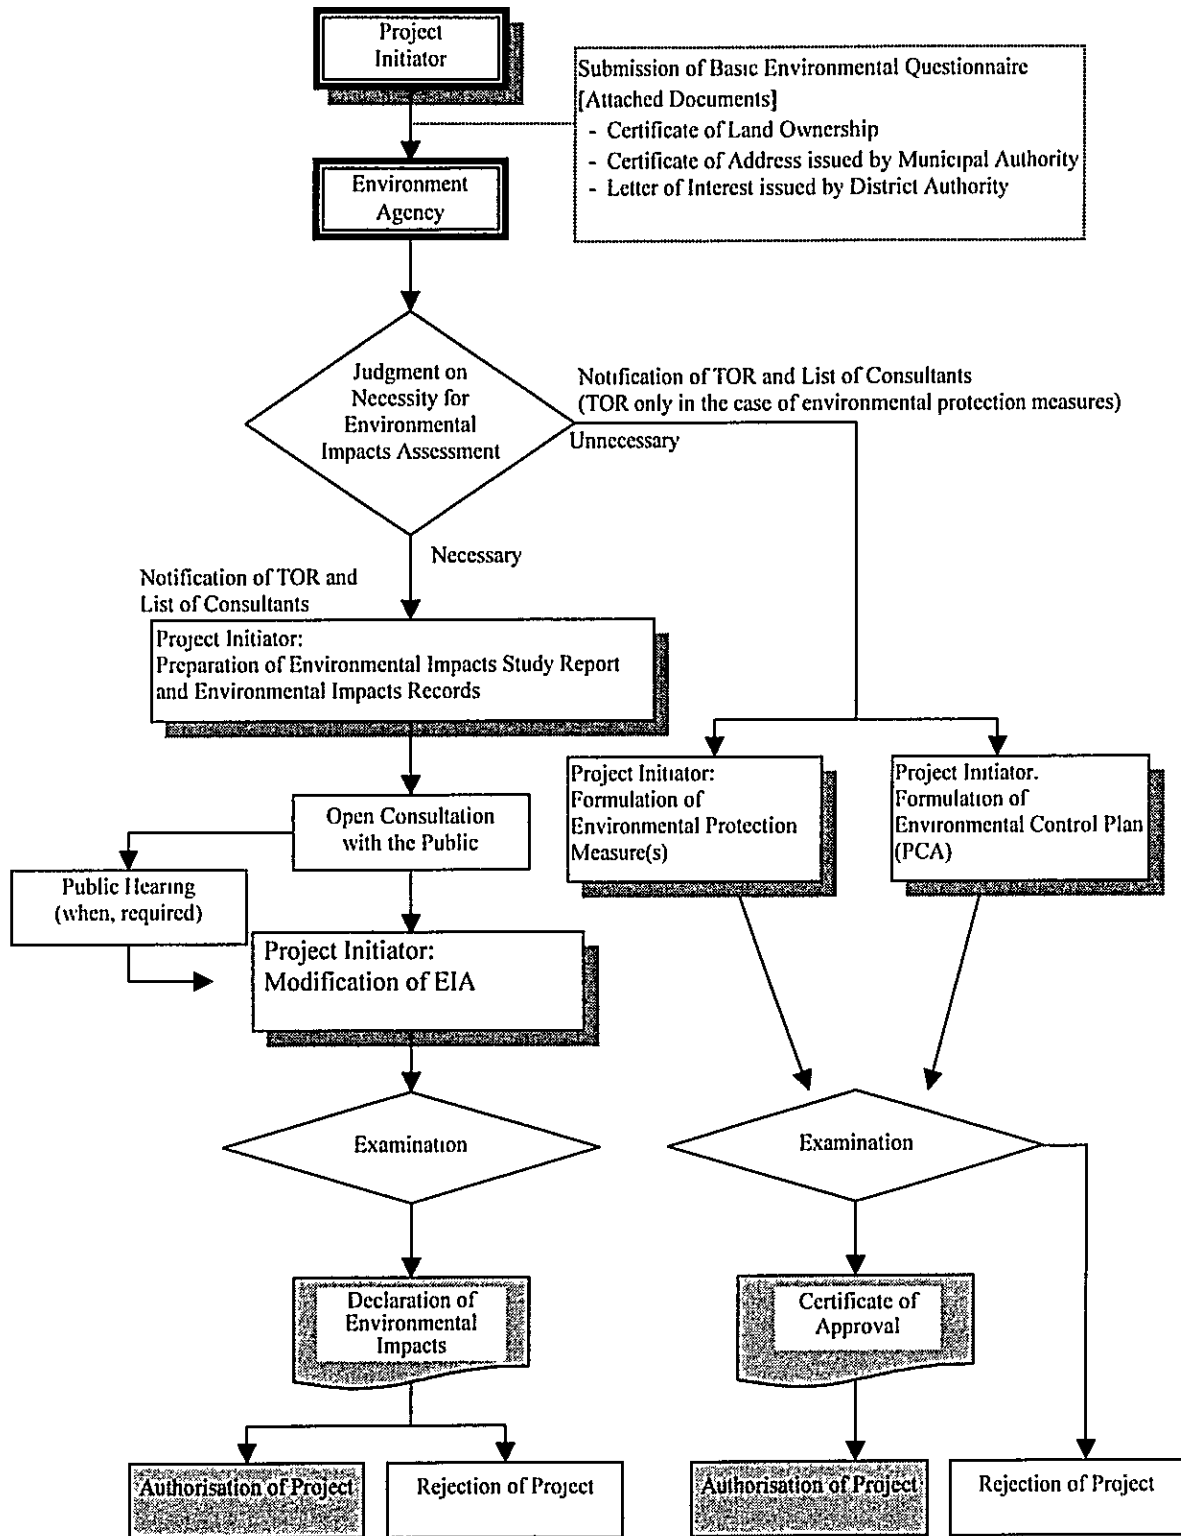 Project
Initiator
Submission of Basic Environmental Questionnaire
[Attached Documents]
- Certificate of Land Ownership
- Certificate of Address issued by Municipal Authority
- Letter of Interest issued by District Authority
Environment
Agency
Judgment on
Necessity for
Environmental
Impacts Assessment
Notification of TOR and List of Consultants
(TOR only in the case of environmental protection measures)
Unnecessary
Necessary
Notification of TOR and
List of Consultants
Project Initiator:
Preparation of Environmental Impacts Study Report
and Environmental Impacts Records
Project Initiator:
Formulation of
Environmental Protection
Measure(s)
Project Initiator.
Formulation of
Environmental Control Plan
(PCA)
Open Consultation
with the Public
Public Hearing
(when, required)
Project Initiator:
Modification of EIA
Examination
Examination
Declaration of
Environmental
Impacts
Certificate of
Approval
Authorisation of Project
Rejection of Project
Authorisation of Project
Rejection of Project